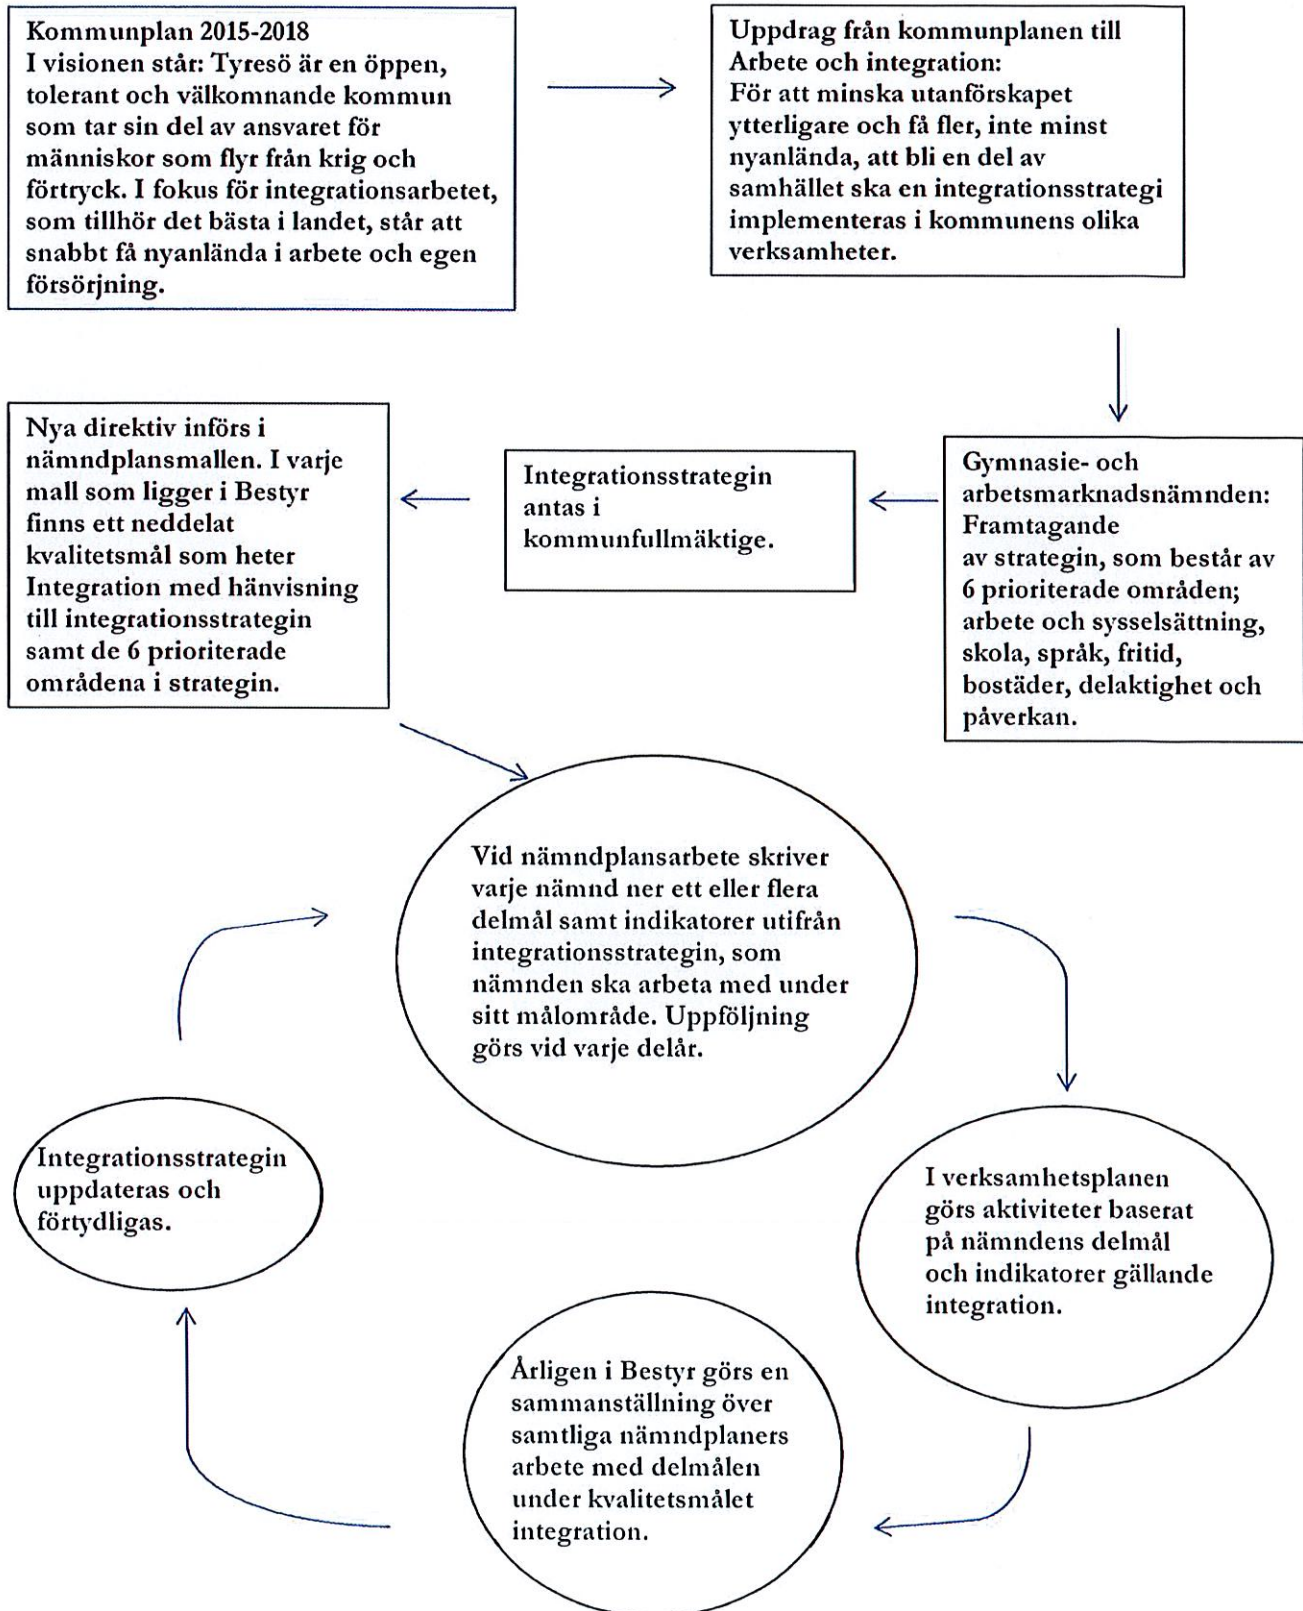 Kommunplan 2015-2018
I visionen står: Tyresö är en öppen,
tolerant och välkomnande kommun
som tar sin del av ansvaret för
människor som flyr från krig och
förtryck. I fokus för integrationsarbetet,
som tillhör det bästa i landet, står att
snabbt få nyanlända i arbete och egen
försörjning.
Uppdrag från kommunplanen till
Arbete och integration:
För att minska utanförskapet
ytterligare och få fler, inte minst
nyanlända, att bli en del av
samhället ska en integrationsstrategi
implementeras i kommunens olika
verksamheter.
Gymnasie- och
arbetsmarknadsnämnden:
Framtagande
av strategin, som består av
6 prioriterade områden;
arbete och sysselsättning,
skola, språk, fritid,
bostäder, delaktighet och
påverkan.
Integrationsstrategin
antas i
kommunfullmäktige.
Nya direktiv införs i
nämndplansmallen. I varje
mall som ligger i Bestyr
finns ett neddelat
kvalitetsmål som heter
Integration med hänvisning
till integrationsstrategin
samt de 6 prioriterade
områdena i strategin.
Vid nämndplansarbete skriver
varje nämnd ner ett eller flera
delmål samt indikatorer utifrån
integrationsstrategin, som
nämnden ska arbeta med under
sitt målområde. Uppföljning
görs vid varje delår.
I verksamhetsplanen
görs aktiviteter baserat
på nämndens delmål
och indikatorer gällande
integration.
Årligen i Bestyr görs en
sammanställning över
samtliga nämndplaners
arbete med delmålen
under kvalitetsmålet
integration.
Integrationsstrategin
uppdateras och
förtydligas.